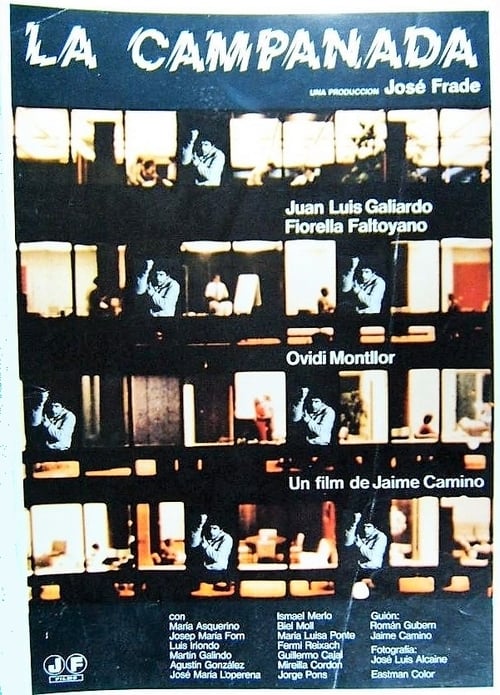 LA CAMPANADA
UNA PRODUCCION José Frade
Juan Luis Galiardo
Fiorella Faltoyano
Ovidi Montllor
Un film de Jaime Camino
con
María Asquerino
Josep María Forn
Luis Iriondo
Martín Galindo
Agustín González
José María Loperena
Ismael Merlo
Biel Moll
María Luisa Ponte
Fermí Reixach
Guillermo Cajal
Mireilla Cordón
Jorge Pons
Guión:
Román Gubern
Jaime Camino
Fotografía:
José Luis Alcaine
Eastman Color
JF
FILMS